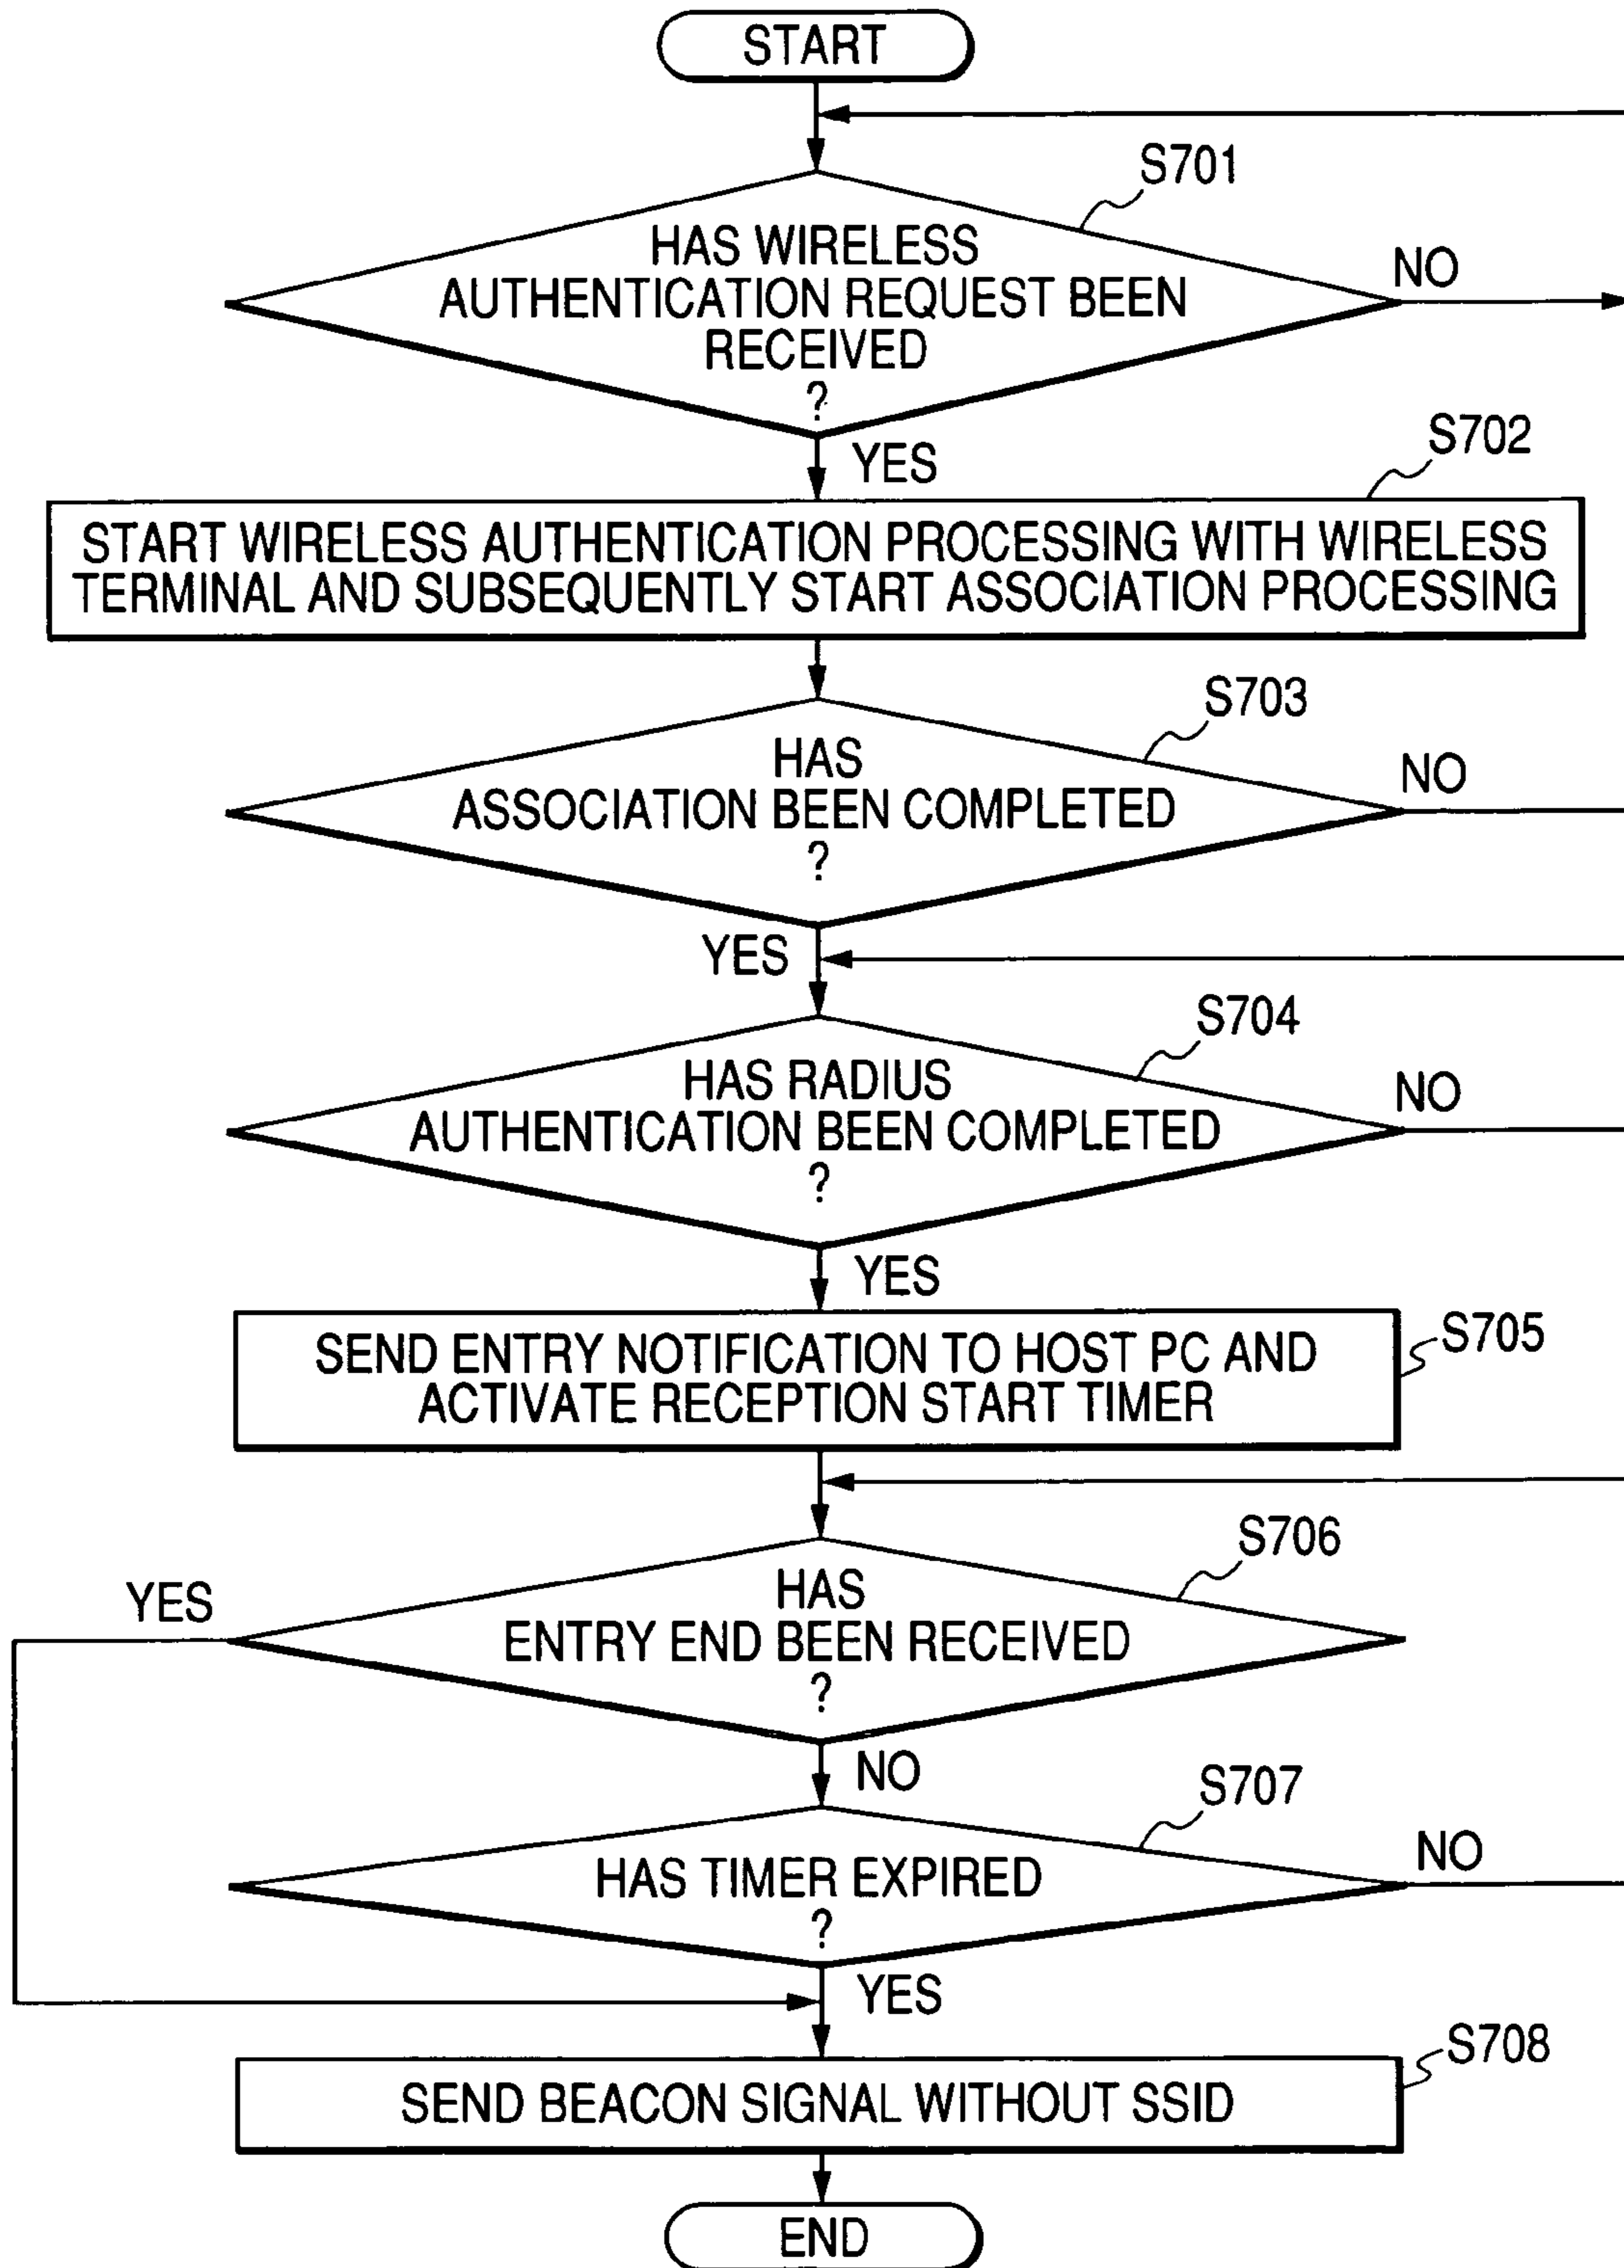 START
S701
HAS WIRELESS
AUTHENTICATION REQUEST BEEN
RECEIVED
?
NO
YES
S702
START WIRELESS AUTHENTICATION PROCESSING WITH WIRELESS
TERMINAL AND SUBSEQUENTLY START ASSOCIATION PROCESSING
S703
HAS
ASSOCIATION BEEN COMPLETED
?
NO
YES
S704
HAS RADIUS
AUTHENTICATION BEEN COMPLETED
?
NO
YES
S705
SEND ENTRY NOTIFICATION TO HOST PC AND
ACTIVATE RECEPTION START TIMER
S706
HAS
ENTRY END BEEN RECEIVED
?
YES
NO
S707
HAS TIMER EXPIRED
?
NO
YES
S708
SEND BEACON SIGNAL WITHOUT SSID
END